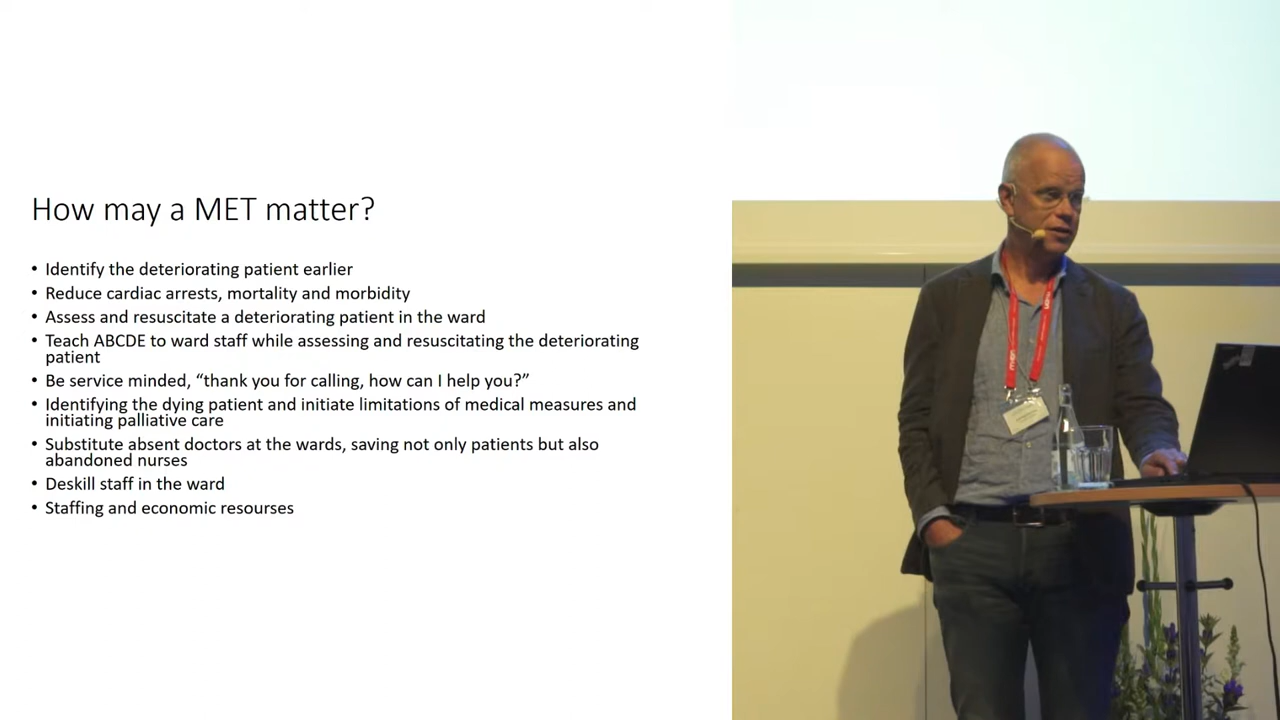 How may a MET matter?
• Identify the deteriorating patient earlier
• Reduce cardiac arrests, mortality and morbidity
• Assess and resuscitate a deteriorating patient in the ward
• Teach ABCDE to ward staff while assessing and resuscitating the deteriorating
patient
• Be service minded, “thank you for calling, how can I help you?”
• Identifying the dying patient and initiate limitations of medical measures and
initiating palliative care
• Substitute absent doctors at the wards, saving not only patients but also
abandoned nurses
• Deskill staff in the ward
• Staffing and economic resourses